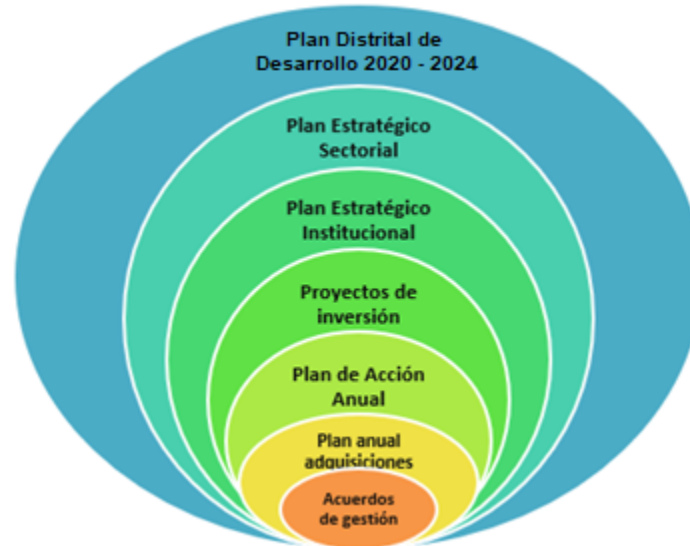 Plan Distrital de
Desarrollo 2020 - 2024
Plan Estratégico
Sectorial
Plan Estratégico
Institucional
Proyectos de
inversión
Plan de Acción
Anual
Plan anual
adquisiciones
Acuerdos
de gestión